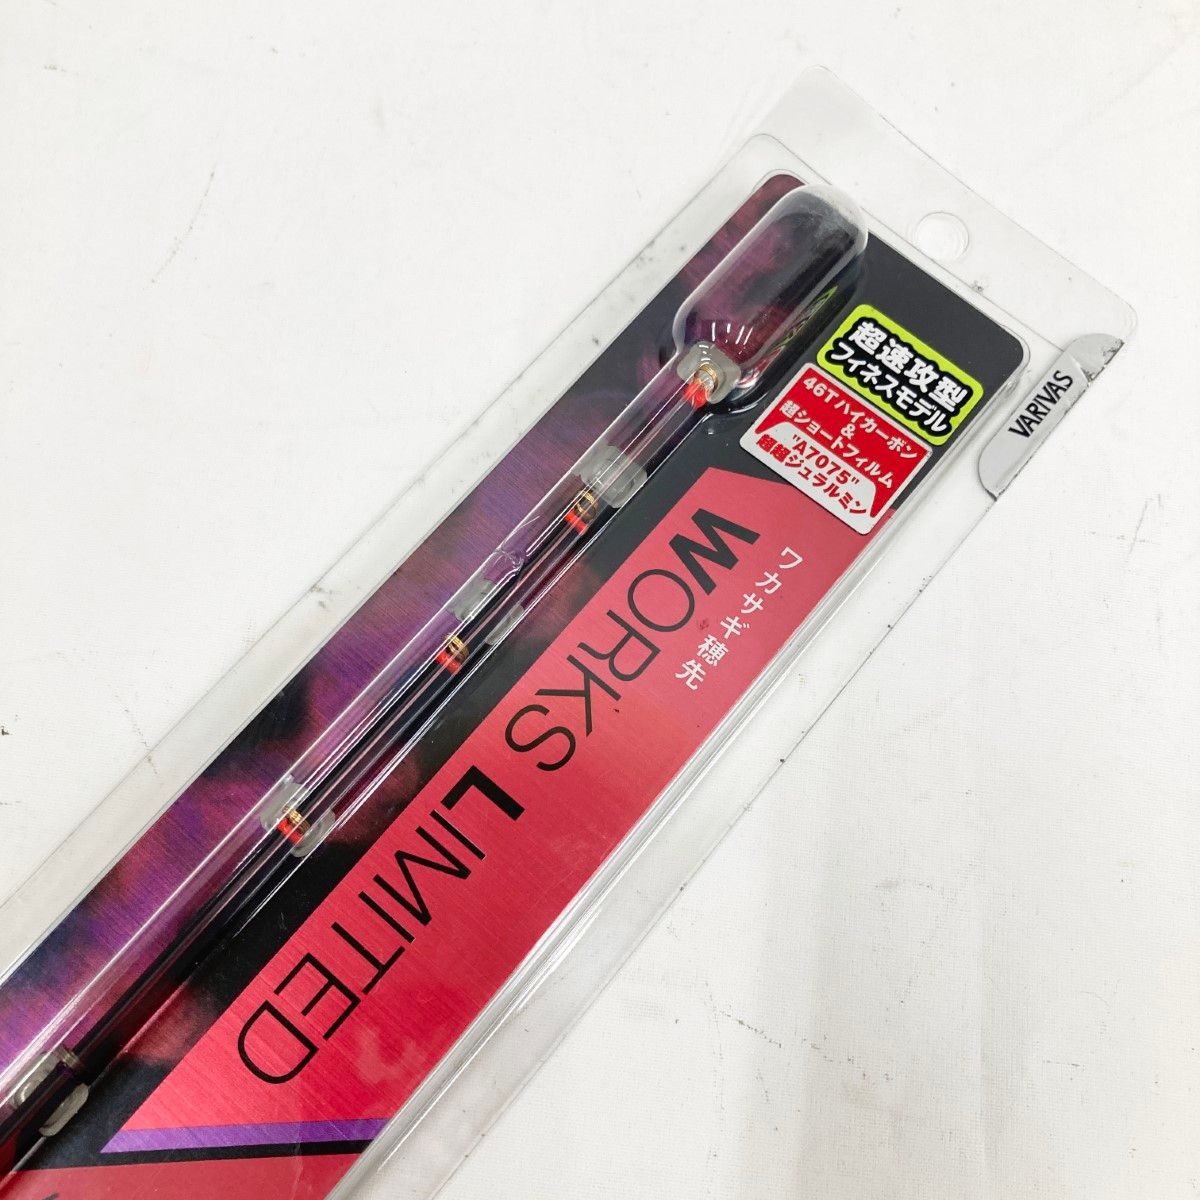 超速攻型
フィネスモデル
46Tハイカーボン
&
超ショートフィルム
"A7075"
超超ジュラルミン
VARIVAS
ワカサギ穂先
WORKS LIMITED